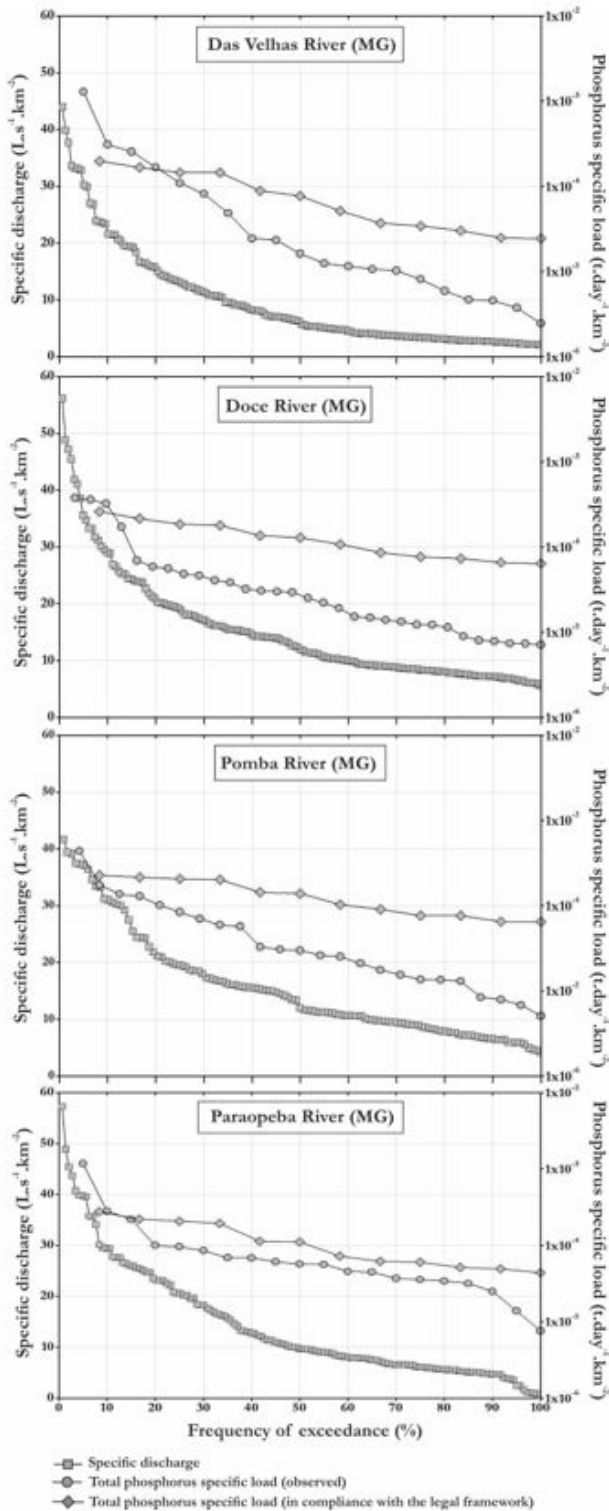 Das Velhas River (MG)
Specific discharge (L.s⁻¹.km⁻²)
60
50
40
30
20
10
0
1x10⁻²
1x10⁻³
1x10⁻⁴
1x10⁻⁵
1x10⁻⁶
Phosphorus specific load (t.day⁻¹.km⁻²)
Doce River (MG)
Specific discharge (L.s⁻¹.km⁻²)
60
50
40
30
20
10
0
1x10⁻²
1x10⁻³
1x10⁻⁴
1x10⁻⁵
1x10⁻⁶
Phosphorus specific load (t.day⁻¹.km⁻²)
Pomba River (MG)
Specific discharge (L.s⁻¹.km⁻²)
50
40
30
20
10
0
1x10⁻²
1x10⁻³
1x10⁻⁴
1x10⁻⁵
1x10⁻⁶
Phosphorus specific load (t.day⁻¹.km⁻²)
Paraopeba River (MG)
Specific discharge (L.s⁻¹.km⁻²)
60
50
40
30
20
10
0
1x10⁻²
1x10⁻³
1x10⁻⁴
1x10⁻⁵
1x10⁻⁶
Phosphorus specific load (t.day⁻¹.km⁻²)
0 10 20 30 40 50 60 70 80 90 100
Frequency of exceedance (%)
Specific discharge
Total phosphorus specific load (observed)
Total phosphorus specific load (in compliance with the legal framework)